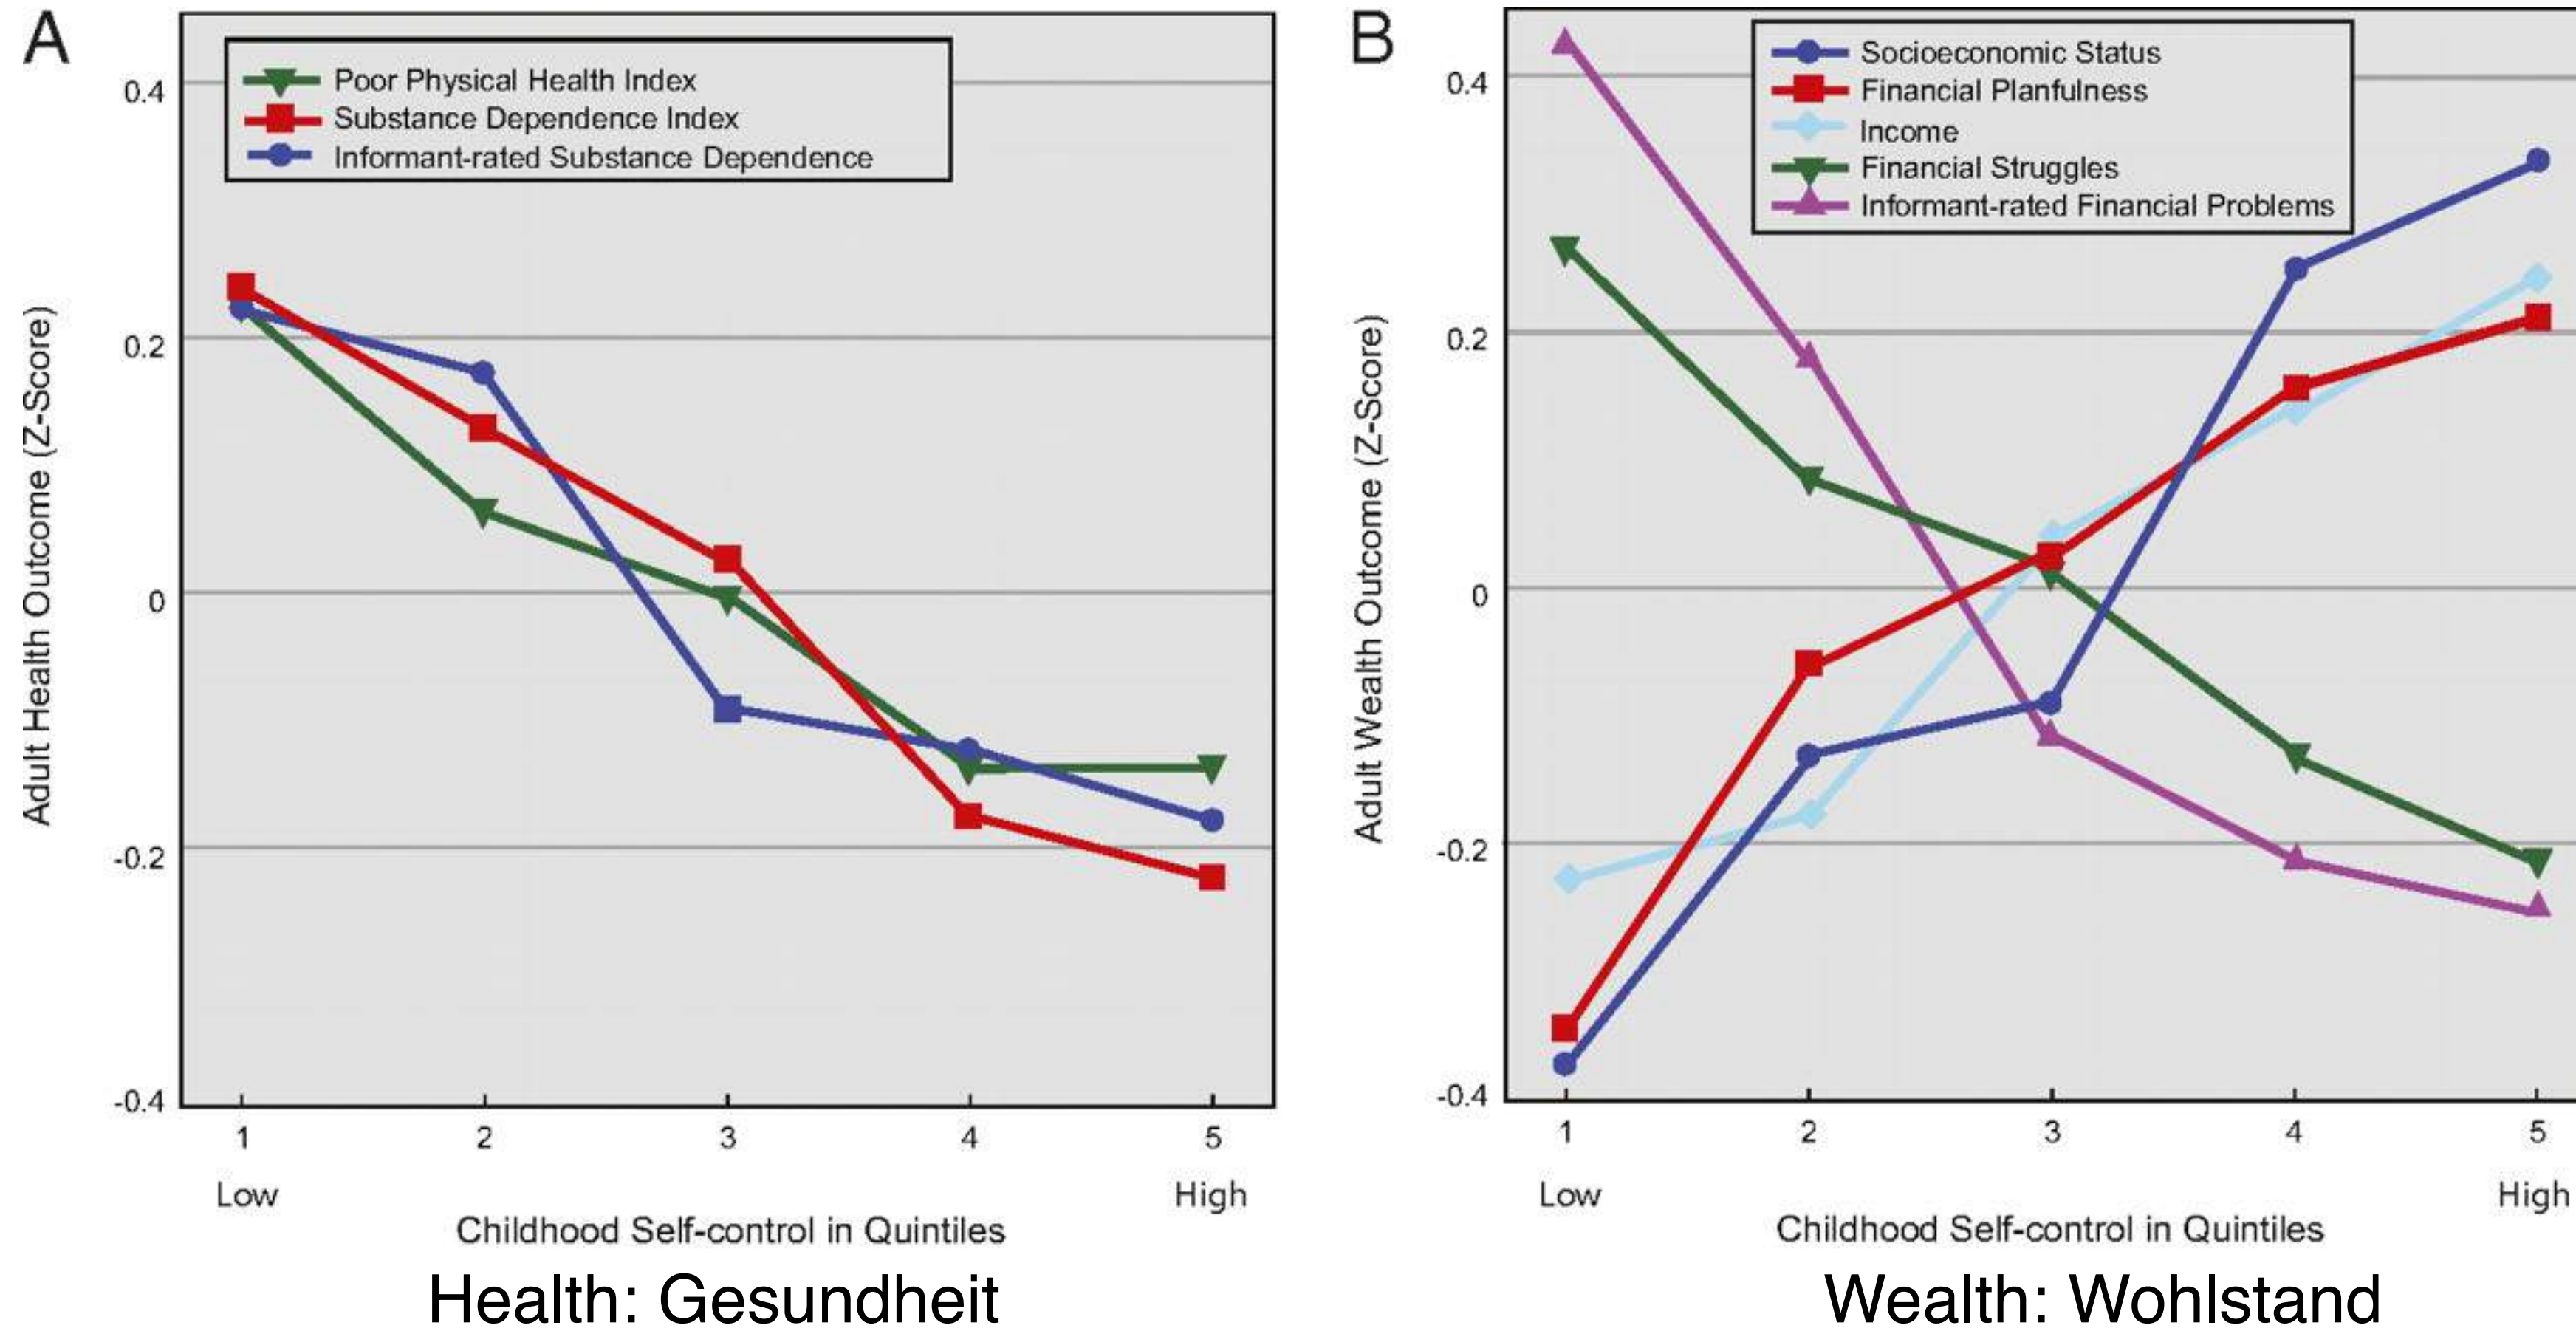 A
Poor Physical Health Index
Substance Dependence Index
Informant-rated Substance Dependence
Adult Health Outcome (Z-Score)
0.4
0.2
0
-0.2
-0.4
1 2 3 4 5
Low High
Childhood Self-control in Quintiles
Health: Gesundheit
B
Socioeconomic Status
Financial Planfulness
Income
Financial Struggles
Informant-rated Financial Problems
Adult Wealth Outcome (Z-Score)
0.4
0.2
0
-0.2
-0.4
1 2 3 4 5
Low High
Childhood Self-control in Quintiles
Wealth: Wohlstand